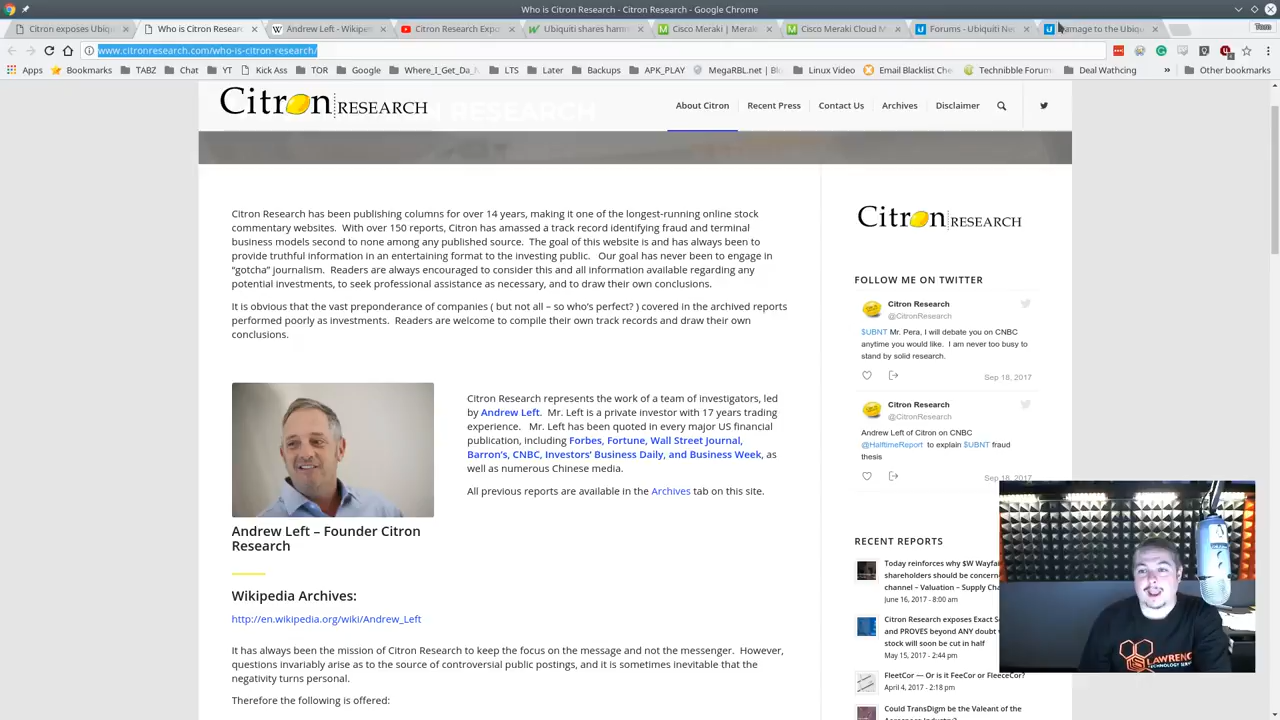 Who is Citron Research - Citron Research - Google Chrome
Citron exposes Ubiq
Who is Citron Resear
Andrew Left - Wikipe
Citron Research Expo
Ubiquiti shares hamm
Cisco Meraki | Merak
Cisco Meraki Cloud M
Forums - Ubiquiti Ne
Damage to the Ubiqu
Tom
www.citronresearch.com/who-is-citron-research/
Apps
Bookmarks
TABZ
Chat
YT
Kick Ass
TOR
Google
Where_I_Get_Da_
LTS
Later
Backups
APK_PLAY
MegaRBL.net | Blo
Linux Video
Email Blacklist Che
Technibble Forum
Deal Wathcing
»
Other bookmarks
Citron RESEARCH
About Citron
Recent Press
Contact Us
Archives
Disclaimer
Citron Research has been publishing columns for over 14 years, making it one of the longest-running online stock
commentary websites. With over 150 reports, Citron has amassed a track record identifying fraud and terminal
business models second to none among any published source. The goal of this website is and has always been to
provide truthful information in an entertaining format to the investing public. Our goal has never been to engage in
“gotcha” journalism. Readers are always encouraged to consider this and all information available regarding any
potential investments, to seek professional assistance as necessary, and to draw their own conclusions.
It is obvious that the vast preponderance of companies ( but not all – so who’s perfect? ) covered in the archived reports
performed poorly as investments. Readers are welcome to compile their own track records and draw their own
conclusions.
Citron Research represents the work of a team of investigators, led
by Andrew Left. Mr. Left is a private investor with 17 years trading
experience. Mr. Left has been quoted in every major US financial
publication, including Forbes, Fortune, Wall Street Journal,
Barron’s, CNBC, Investors’ Business Daily, and Business Week, as
well as numerous Chinese media.
All previous reports are available in the Archives tab on this site.
Andrew Left – Founder Citron
Research
Wikipedia Archives:
http://en.wikipedia.org/wiki/Andrew_Left
It has always been the mission of Citron Research to keep the focus on the message and not the messenger. However,
questions invariably arise as to the source of controversial public postings, and it is sometimes inevitable that the
negativity turns personal.
Therefore the following is offered:
Citron RESEARCH
FOLLOW ME ON TWITTER
Citron Research
@CitronResearch
$UBNT Mr. Pera, I will debate you on CNBC
anytime you would like. I am never too busy to
stand by solid research.
Sep 18, 2017
Citron Research
@CitronResearch
Andrew Left of Citron on CNBC
@HalftimeReport to explain $UBNT fraud
thesis
Sep 18, 2017
RECENT REPORTS
Today reinforces why $W Wayfair
shareholders should be concerne
channel – Valuation – Supply Cha
June 16, 2017 - 8:00 am
Citron Research exposes Exact S
and PROVES beyond ANY doubt
stock will soon be cut in half
May 15, 2017 - 2:44 pm
FleetCor — Or is it FeeCor or FleeceCor?
April 4, 2017 - 2:18 pm
Could TransDigm be the Valeant of the
LAWRENC
TECHNOLOGY SERV